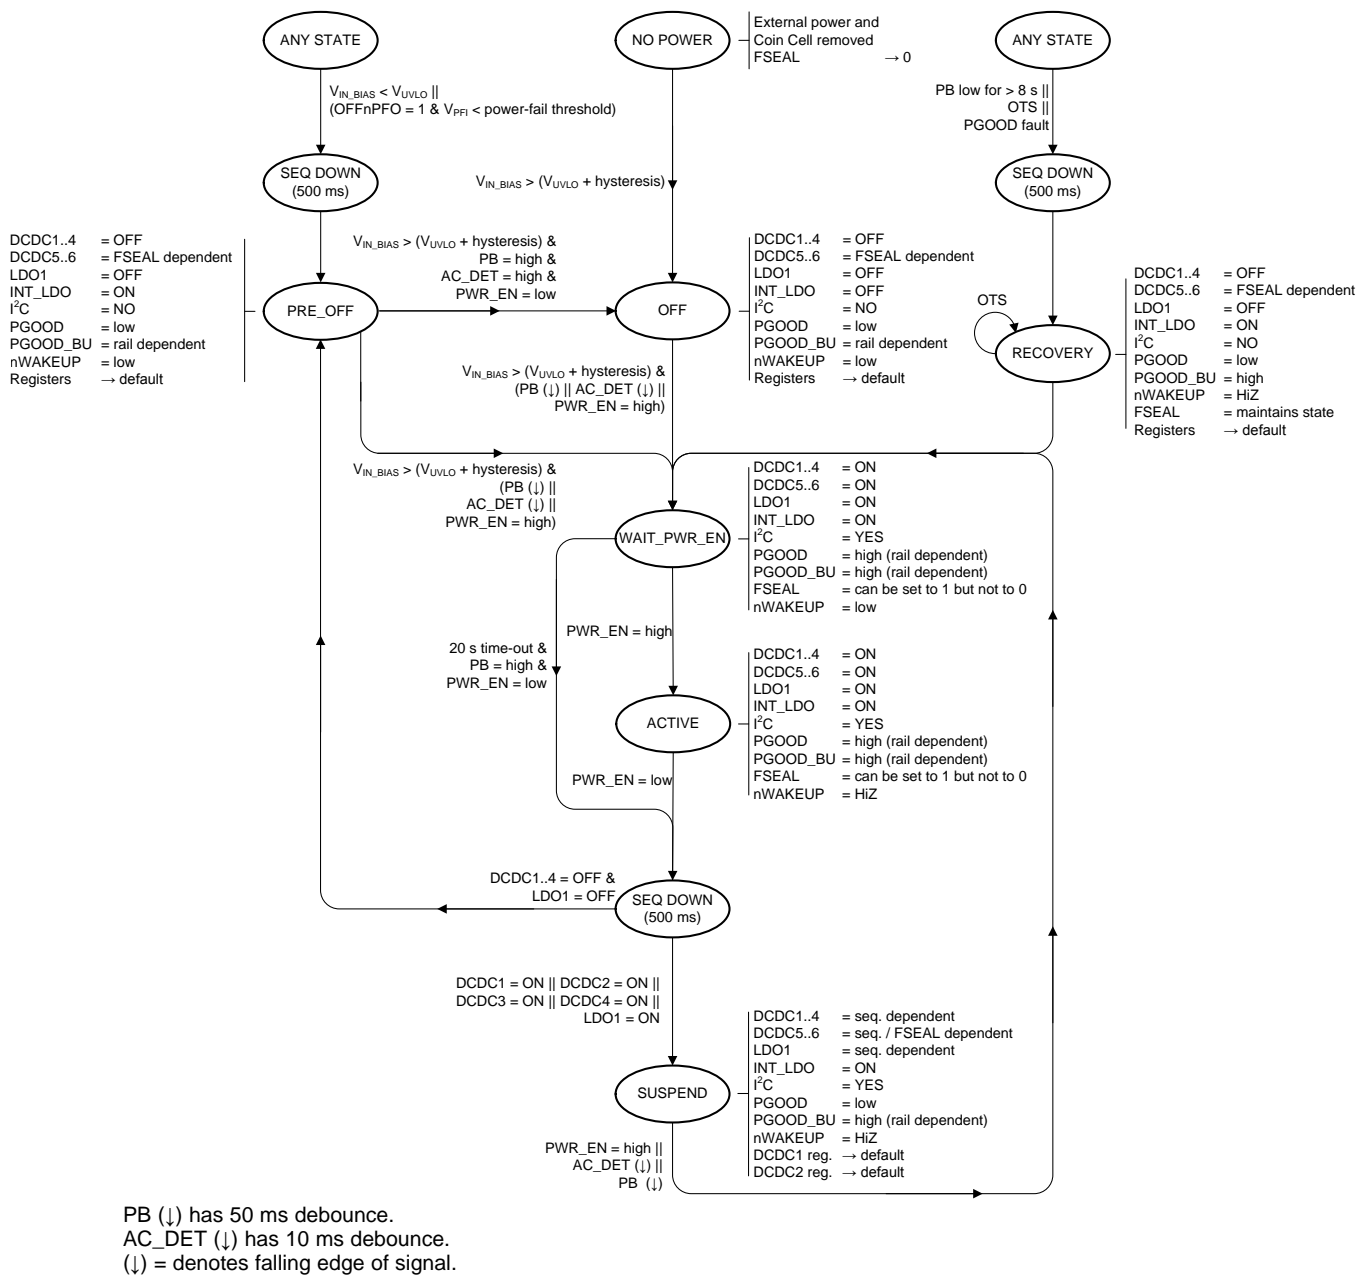 ANY STATE
NO POWER
External power and
Coin Cell removed
FSEAL → 0
ANY STATE
V_IN_BIAS < V_UVLO ||
(OFFnPFO = 1 & V_PFI < power-fail threshold)
PB low for > 8 s ||
OTS ||
PGOOD fault
SEQ DOWN
(500 ms)
V_IN_BIAS > (V_UVLO + hysteresis)
SEQ DOWN
(500 ms)
DCDC1..4 = OFF
DCDC5..6 = FSEAL dependent
LDO1 = OFF
INT_LDO = ON
I²C = NO
PGOOD = low
PGOOD_BU = rail dependent
nWAKEUP = low
Registers → default
PRE_OFF
V_IN_BIAS > (V_UVLO + hysteresis) &
PB = high &
AC_DET = high &
PWR_EN = low
OFF
DCDC1..4 = OFF
DCDC5..6 = FSEAL dependent
LDO1 = OFF
INT_LDO = OFF
I²C = NO
PGOOD = low
PGOOD_BU = rail dependent
nWAKEUP = low
Registers → default
OTS
RECOVERY
DCDC1..4 = OFF
DCDC5..6 = FSEAL dependent
LDO1 = OFF
INT_LDO = ON
I²C = NO
PGOOD = low
PGOOD_BU = high
nWAKEUP = HiZ
FSEAL = maintains state
Registers → default
V_IN_BIAS > (V_UVLO + hysteresis) &
(PB (↓) || AC_DET (↓) ||
PWR_EN = high)
V_IN_BIAS > (V_UVLO + hysteresis) &
(PB (↓) ||
AC_DET (↓) ||
PWR_EN = high)
WAIT_PWR_EN
DCDC1..4 = ON
DCDC5..6 = ON
LDO1 = ON
INT_LDO = ON
I²C = YES
PGOOD = high (rail dependent)
PGOOD_BU = high (rail dependent)
FSEAL = can be set to 1 but not to 0
nWAKEUP = low
PWR_EN = high
20 s time-out &
PB = high &
PWR_EN = low
ACTIVE
DCDC1..4 = ON
DCDC5..6 = ON
LDO1 = ON
INT_LDO = ON
I²C = YES
PGOOD = high (rail dependent)
PGOOD_BU = high (rail dependent)
FSEAL = can be set to 1 but not to 0
nWAKEUP = HiZ
PWR_EN = low
DCDC1..4 = OFF &
LDO1 = OFF
SEQ DOWN
(500 ms)
DCDC1 = ON || DCDC2 = ON ||
DCDC3 = ON || DCDC4 = ON ||
LDO1 = ON
SUSPEND
DCDC1..4 = seq. dependent
DCDC5..6 = seq. / FSEAL dependent
LDO1 = seq. dependent
INT_LDO = ON
I²C = YES
PGOOD = low
PGOOD_BU = high (rail dependent)
nWAKEUP = HiZ
DCDC1 reg. → default
DCDC2 reg. → default
PWR_EN = high ||
AC_DET (↓) ||
PB (↓)
PB (↓) has 50 ms debounce.
AC_DET (↓) has 10 ms debounce.
(↓) = denotes falling edge of signal.